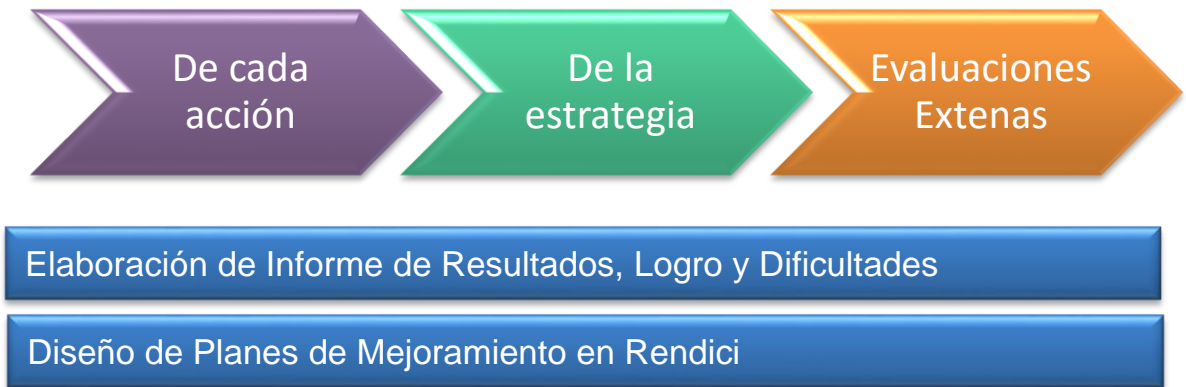 De cada
acción
De la
estrategia
Evaluaciones
Extenas
Elaboración de Informe de Resultados, Logro y Dificultades
Diseño de Planes de Mejoramiento en Rendici